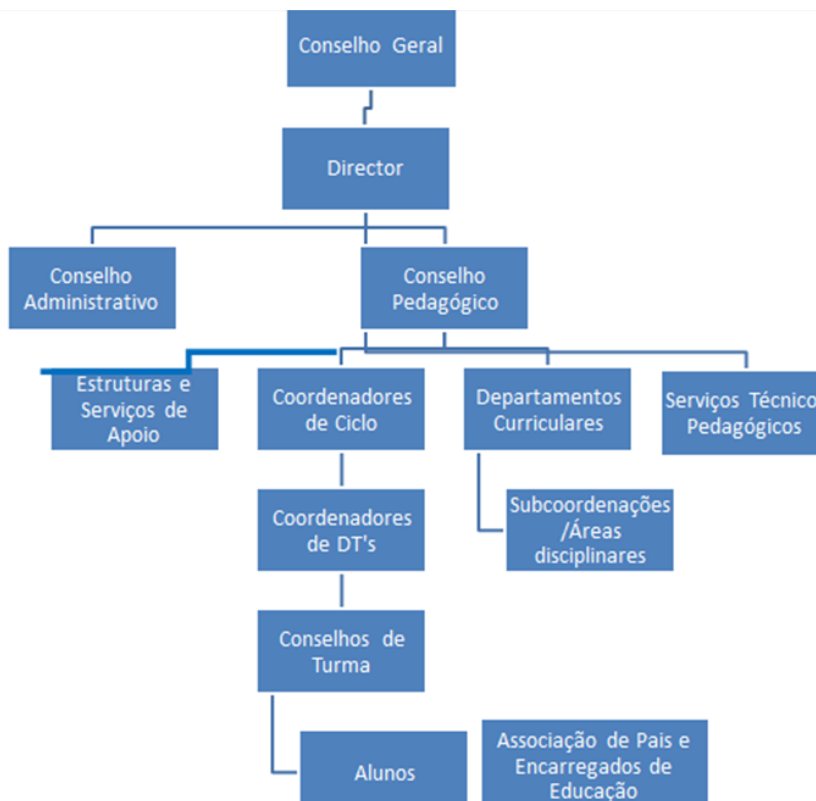 Conselho Geral
Director
Conselho
Administrativo
Conselho
Pedagógico
Estruturas e
Serviços de
Apoio
Coordenadores
de Ciclo
Departamentos
Curriculares
Serviços Técnico
Pedagógicos
Coordenadores
de DT's
Subcoordenações
/Áreas
disciplinares
Conselhos de
Turma
Alunos
Associação de Pais e
Encarregados de
Educação